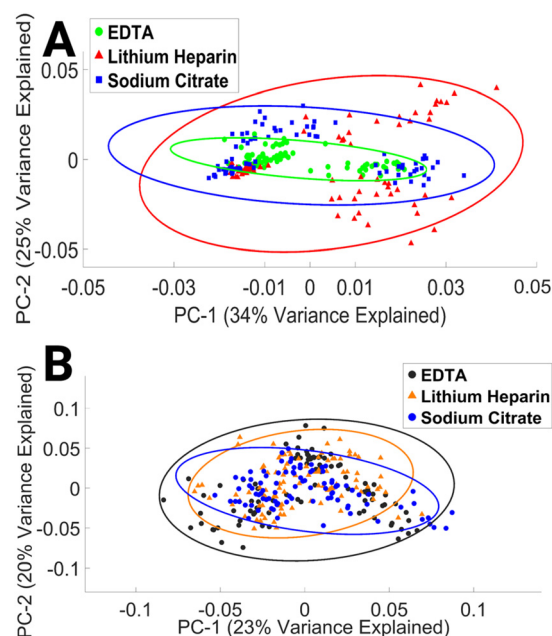 A
EDTA
Lithium Heparin
Sodium Citrate
PC-2 (25% Variance Explained)
0.05
0
-0.05
-0.05 -0.03 -0.01 0 0.01 0.03 0.05
PC-1 (34% Variance Explained)
B
EDTA
Lithium Heparin
Sodium Citrate
PC-2 (20% Variance Explained)
0.1
0.05
0
-0.05
-0.1
-0.1 -0.05 0 0.05 0.1
PC-1 (23% Variance Explained)